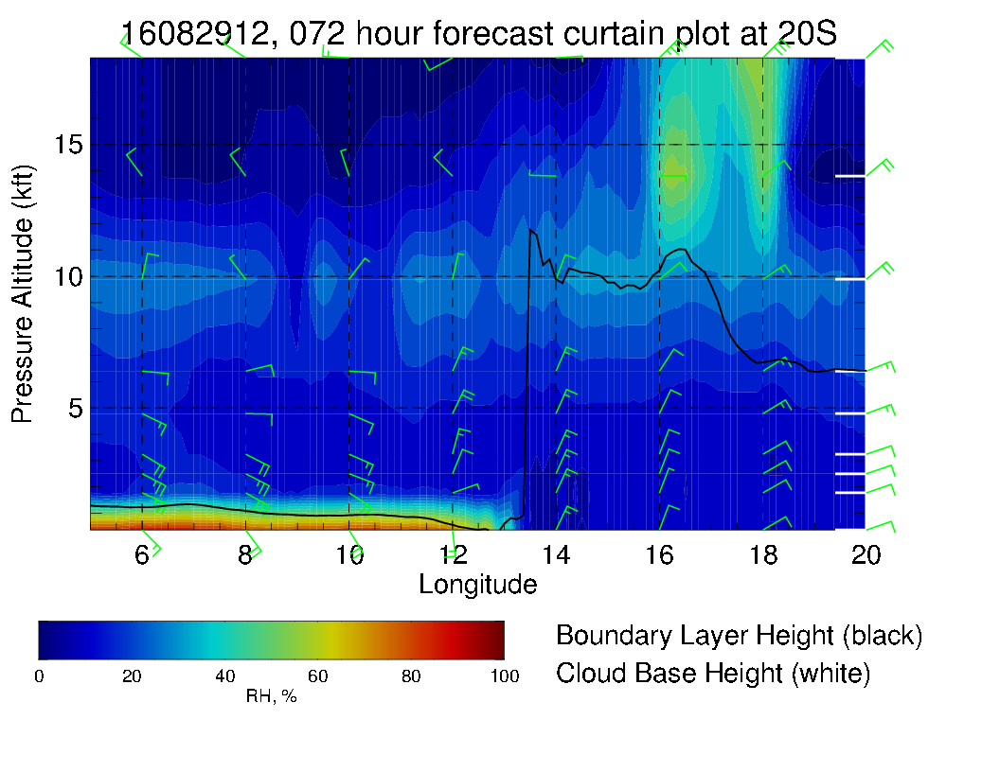 16082912, 072 hour forecast curtain plot at 20S
Pressure Altitude (kft)
15
10
5
6 8 10 12 14 16 18 20
Longitude
0 20 40 60 80 100
RH, %
Boundary Layer Height (black)
Cloud Base Height (white)